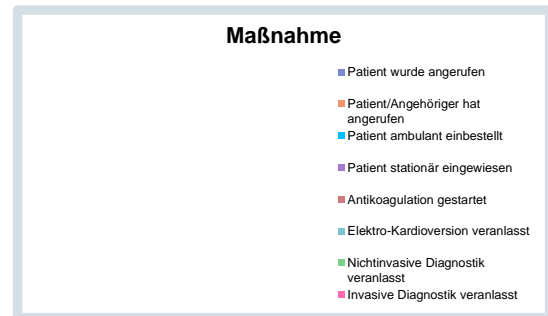 Maßnahme
Patient wurde angerufen
Patient/Angehöriger hat
angerufen
Patient ambulant einbestellt
Patient stationär eingewiesen
Antikoagulation gestartet
Elektro-Kardioversion veranlasst
Nichtinvasive Diagnostik
veranlasst
Invasive Diagnostik veranlasst